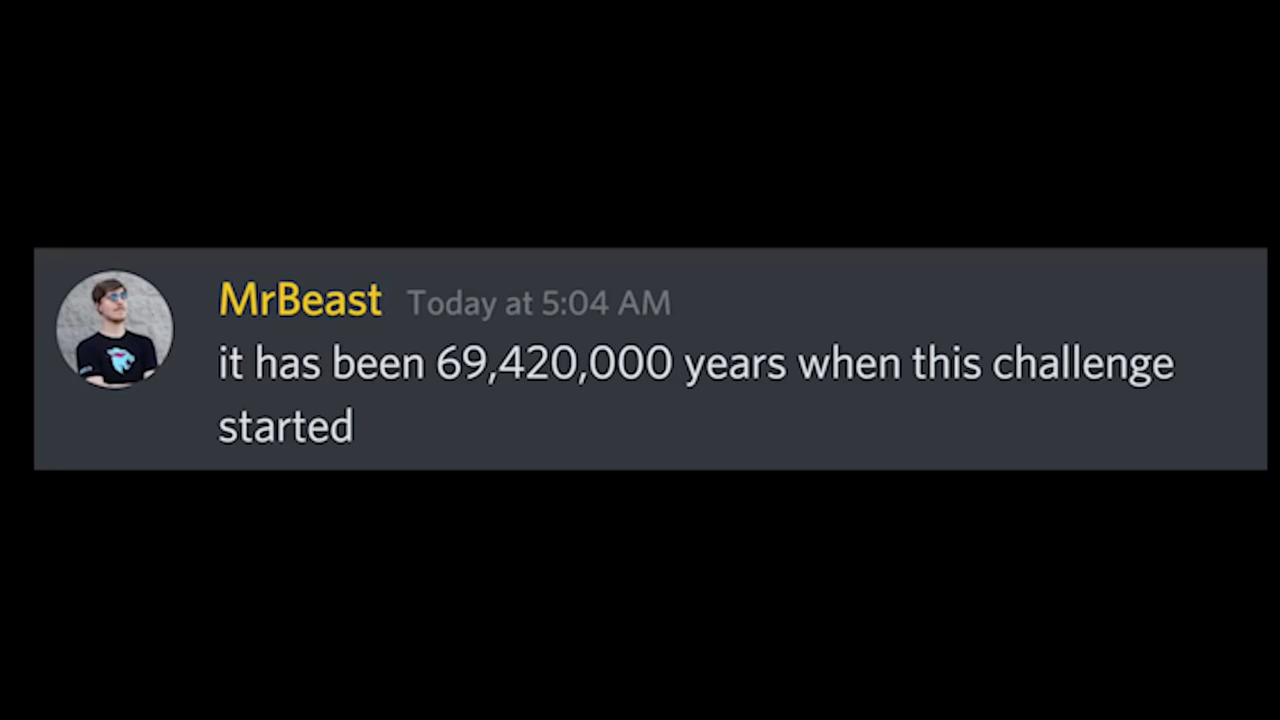 MrBeast Today at 5:04 AM
it has been 69,420,000 years when this challenge
started